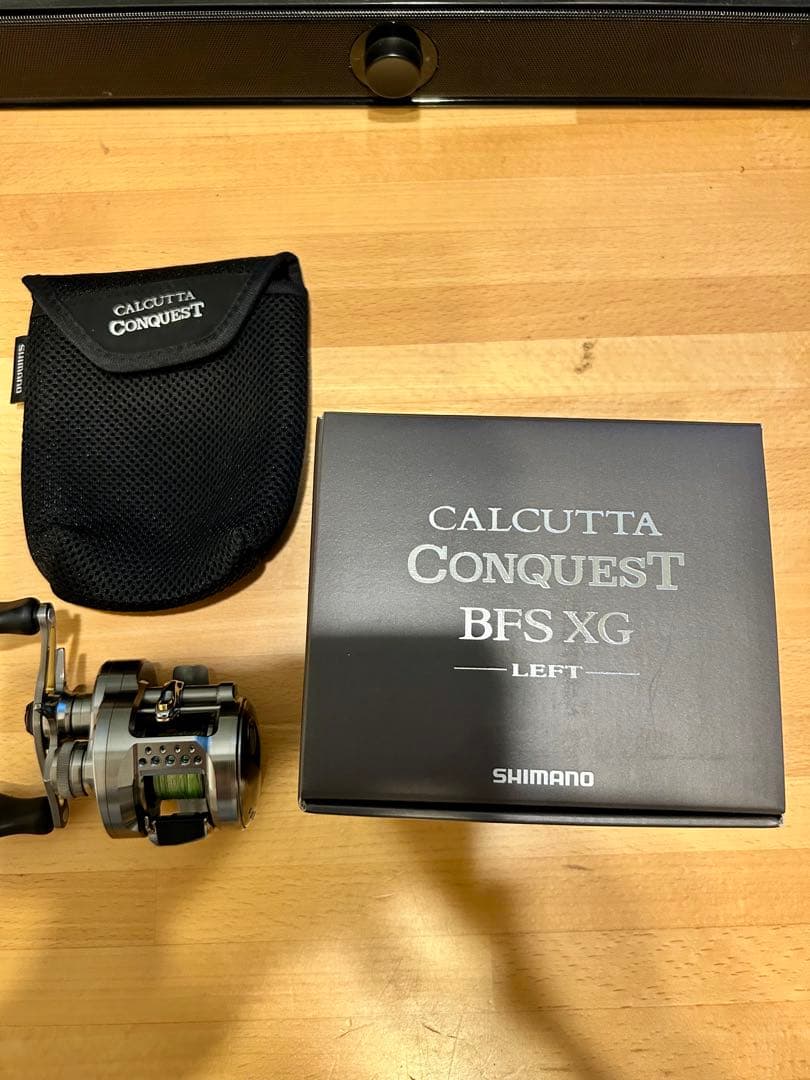 CALCUTTA
CONQUEST
SHIMANO
CALCUTTA
CONQUEST
BFS XG
LEFT
SHIMANO